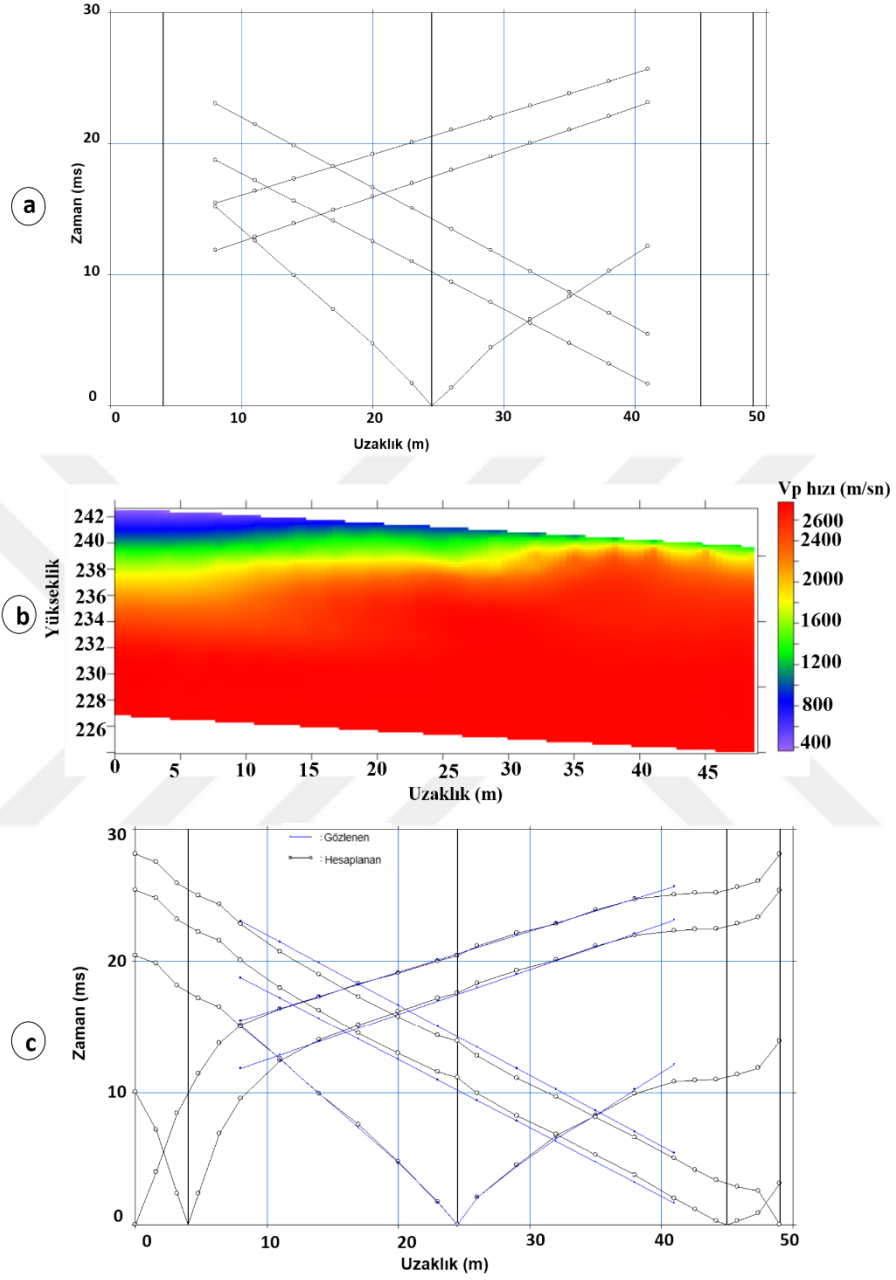 a
Zaman (ms)
30
20
10
0
0 10 20 30 40 50
Uzaklık (m)
b
Yükseklik
242
240
238
236
234
232
230
228
226
0 5 10 15 20 25 30 35 40 45
Uzaklık (m)
Vp hızı (m/sn)
2600
2400
2000
1600
1200
800
400
c
Zaman (ms)
30
20
10
0
: Gözlenen
: Hesaplanan
0 10 20 30 40 50
Uzaklık (m)